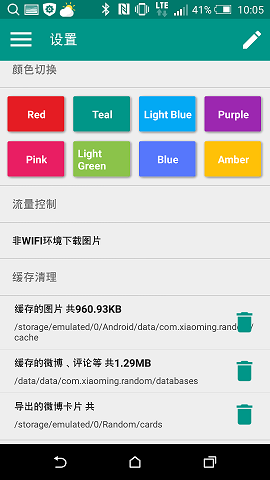 LTE
41%
10:05
设置
颜色切换
Red
Teal
Light Blue
Purple
Pink
Light
Green
Blue
Amber
流量控制
非WIFI环境下载图片
缓存清理
缓存的图片 共960.93KB
/storage/emulated/0/Android/data/com.xiaoming.random/
cache
缓存的微博、评论等 共1.29MB
/data/data/com.xiaoming.random/databases
导出的微博卡片 共
/storage/emulated/0/Random/cards